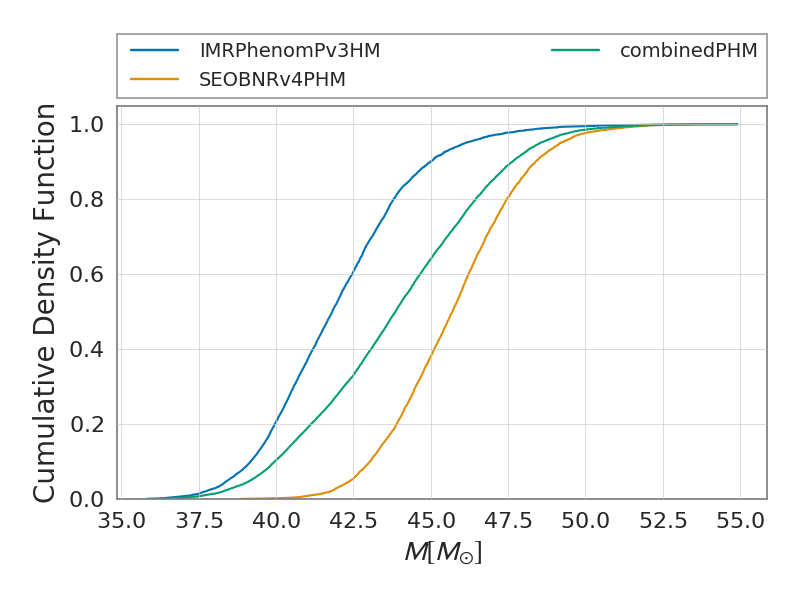 IMRPhenomPv3HM
SEOBNRv4PHM
combinedPHM
Cumulative Density Function
1.0
0.8
0.6
0.4
0.2
0.0
35.0 37.5 40.0 42.5 45.0 47.5 50.0 52.5 55.0
M[M⊙]